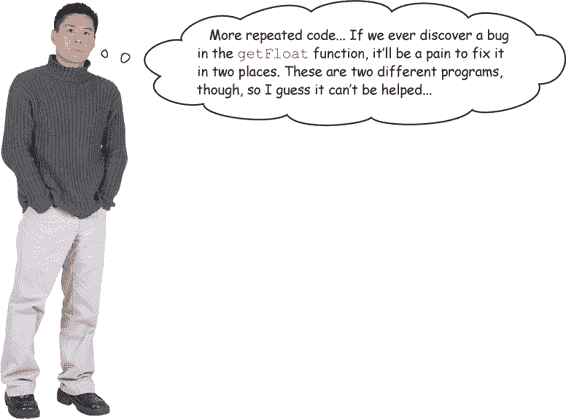 More repeated code... If we ever discover a bug
in the getFloat function, it'll be a pain to fix it
in two places. These are two different programs,
though, so I guess it can't be helped...